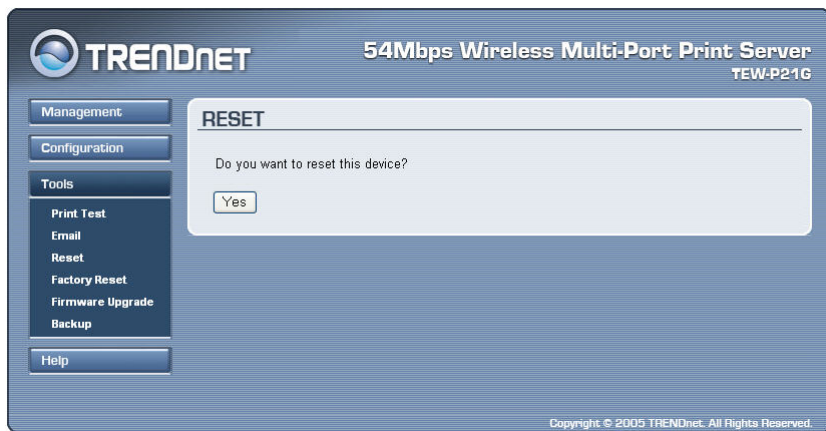 TRENDnet
54Mbps Wireless Multi-Port Print Server
TEW-P21G
Management
Configuration
Tools
Print Test
Email
Reset
Factory Reset
Firmware Upgrade
Backup
Help
RESET
Do you want to reset this device?
Yes
Copyright © 2005 TRENDnet. All Rights Reserved.